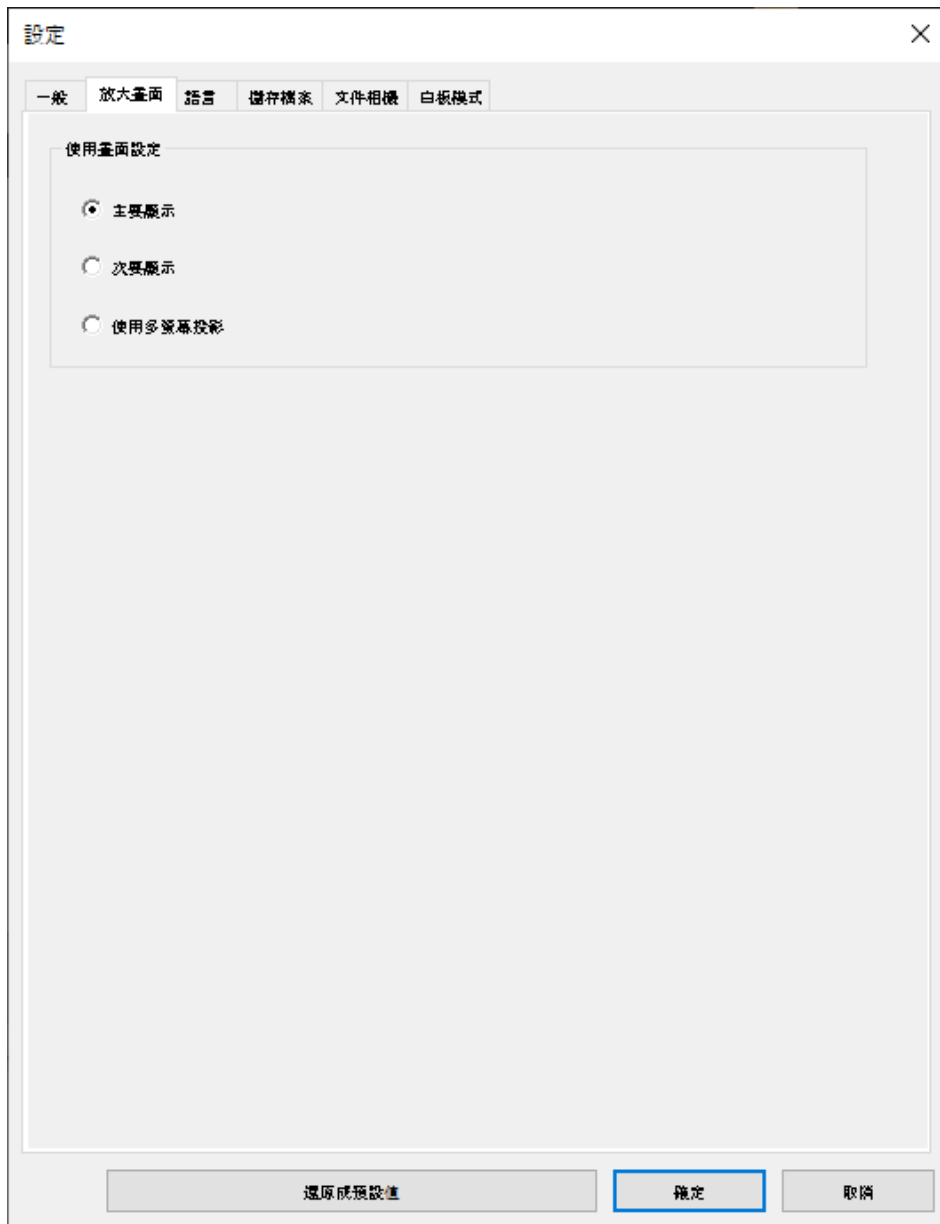 設定
一般 放大畫面 語言 儲存檔案 文件相機 白板模式
使用畫面設定
主要顯示
次要顯示
使用多螢幕投影
還原成預設值 確定 取消